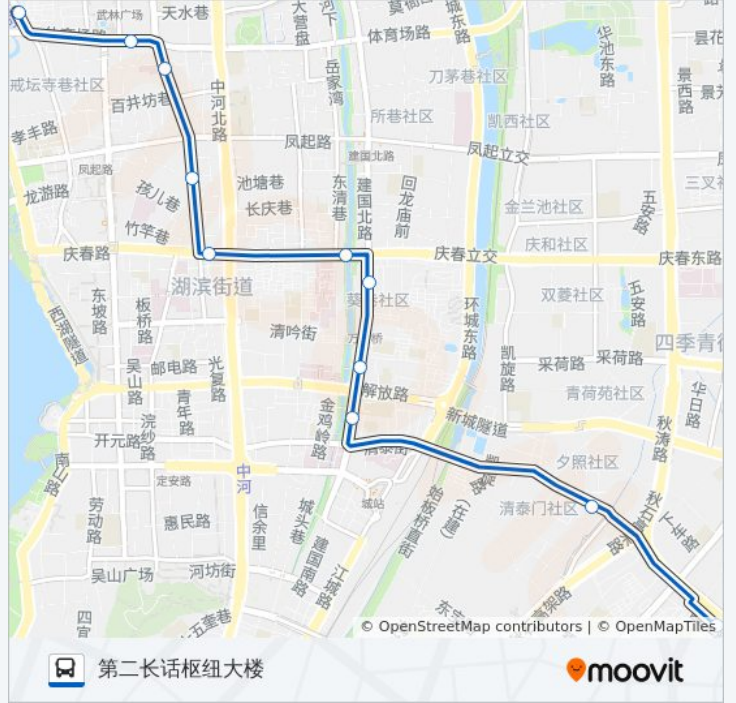 武林广场
天水巷
大营盘
河下
城东路
体育场路
体育场路
昙花
华池东路
戒坛寺巷社区
百井坊巷
中河北路
岳家湾
刀茅巷社区
景西路
所巷社区
凯西社区
孝丰路
凤起路
建国北路
凤起立交
凤起路
龙游路
孩儿巷
池塘巷
东清巷
建国北路
回龙庙前
三叉
长庆巷
五安路
金兰池社区
竹竿巷
庆和社区
庆春路
庆春立交
庆春东路
湖滨街道
东坡路
板桥路
双菱社区
五安路
西湖隧道
清吟街
环城东路
四季青街
凯旋路
采荷路
采荷路
吴山路
邮电路
光复路
解放路
青荷苑社区
华日路
青年路
浣纱路
金鸡岭路
新城隧道
秋涛路
开元路
清泰街
南山路
中河
夕照社区
定安路
城站
清泰门社区
劳动路
惠民路
信余里
城头巷
始板桥直街
(在建)
吴山广场
河坊街
建国南路
江城路
四宜
十五奎巷
© OpenStreetMap contributors | © OpenMapTiles
第二长话枢纽大楼
moovit